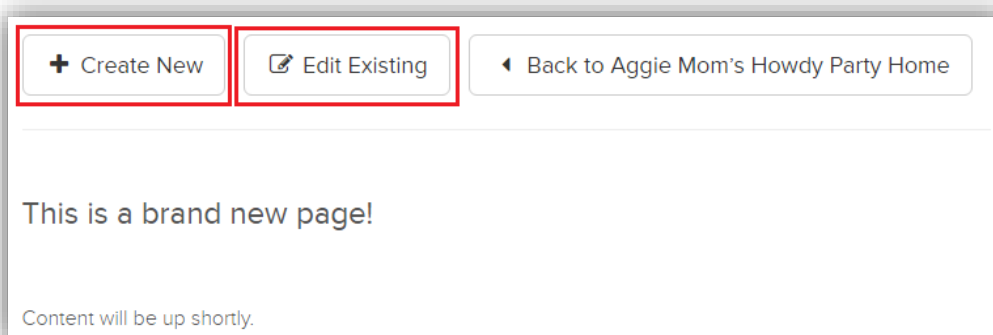 Create New Edit Existing Back to Aggie Mom's Howdy Party Home
This is a brand new page!
Content will be up shortly.